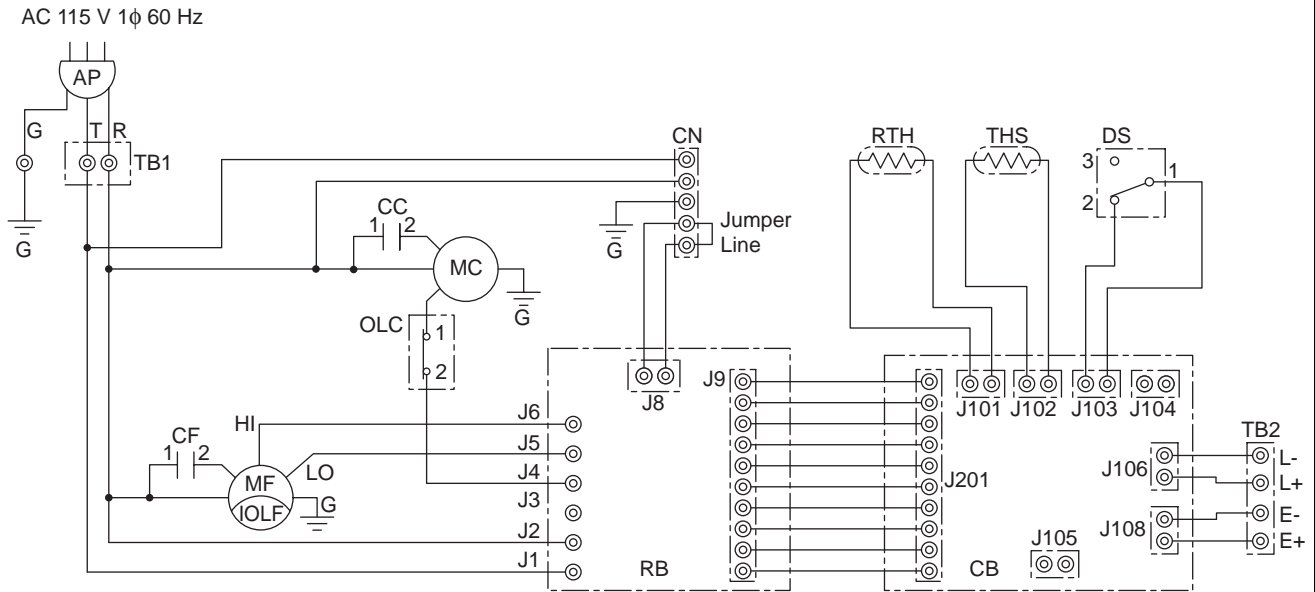 AC 115 V 1ϕ 60 Hz
AP
G
T R
TB1
G
CN
Jumper
Line
G
CC
1 2
MC
G
OLC
1
2
RTH
THS
DS
3
1
2
J8
J9
J6
J5
J4
J3
J2
J1
HI
LO
CF
1 2
MF
IOLF
G
RB
J201
J101
J102
J103
J104
J106
J108
J105
CB
TB2
L-
L+
E-
E+